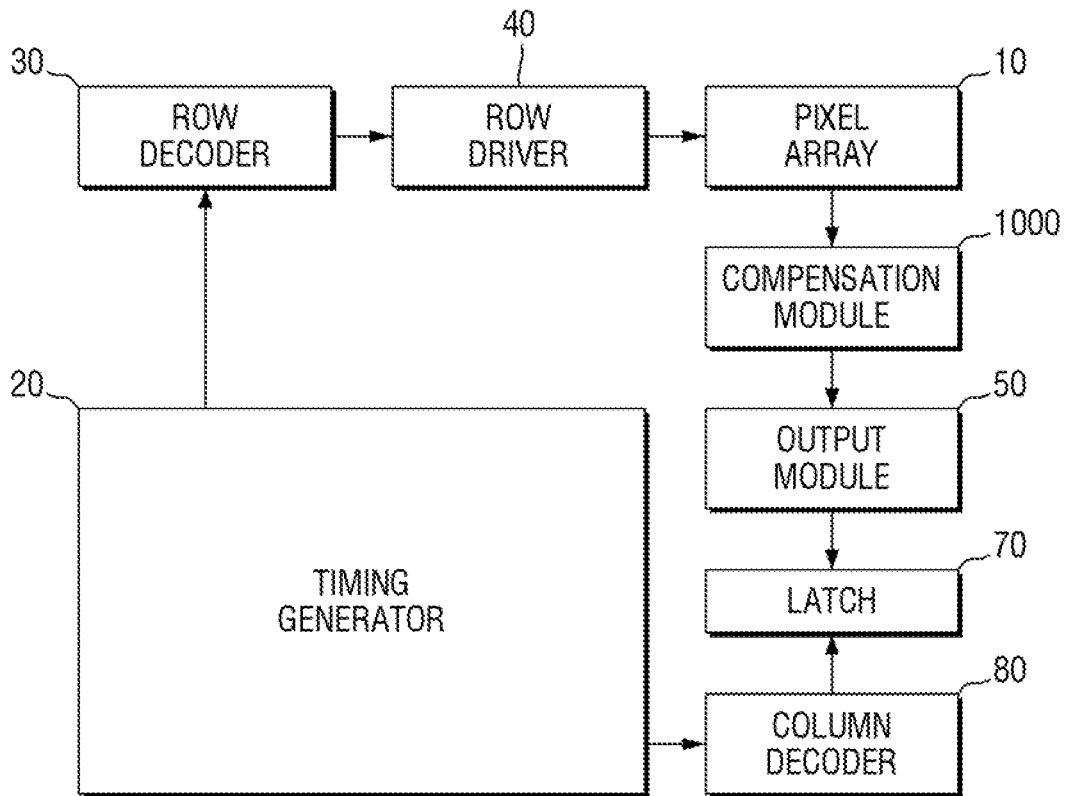 30
ROW
DECODER
40
ROW
DRIVER
10
PIXEL
ARRAY
1000
COMPENSATION
MODULE
20
TIMING
GENERATOR
50
OUTPUT
MODULE
70
LATCH
80
COLUMN
DECODER